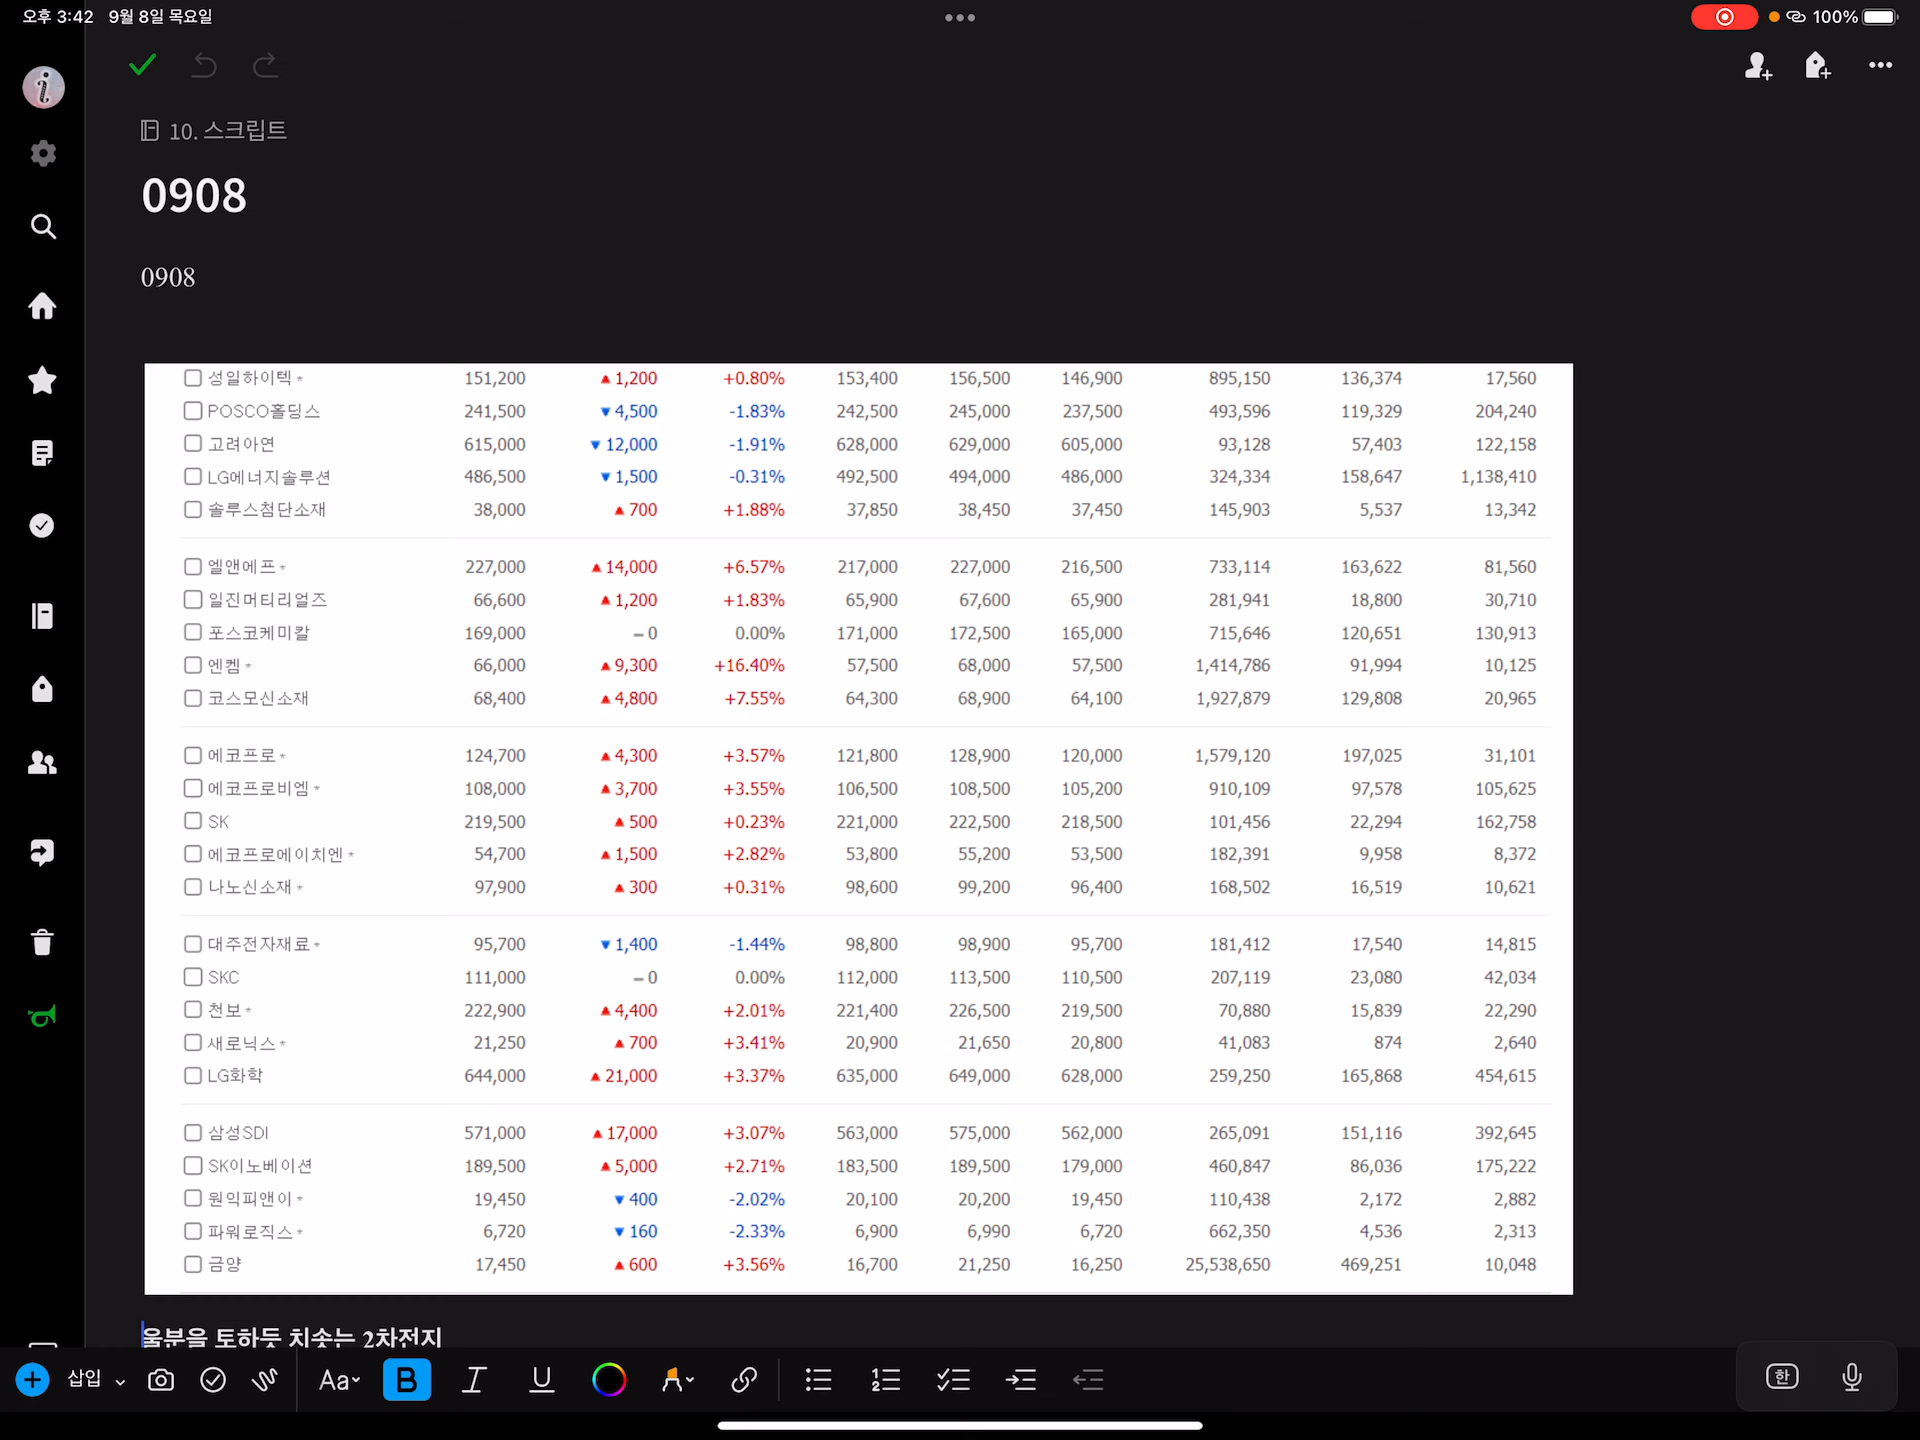 오후 3:42 9월 8일 목요일
100%
10. 스크립트
0908
0908
성일하이텍 * 151,200 ▲1,200 +0.80% 153,400 156,500 146,900 895,150 136,374 17,560
POSCO홀딩스 241,500 ▼4,500 -1.83% 242,500 245,000 237,500 493,596 119,329 204,240
고려아연 615,000 ▼12,000 -1.91% 628,000 629,000 605,000 93,128 57,403 122,158
LG에너지솔루션 486,500 ▼1,500 -0.31% 492,500 494,000 486,000 324,334 158,647 1,138,410
솔루스첨단소재 38,000 ▲700 +1.88% 37,850 38,450 37,450 145,903 5,537 13,342
엘앤에프 * 227,000 ▲14,000 +6.57% 217,000 227,000 216,500 733,114 163,622 81,560
일진머티리얼즈 66,600 ▲1,200 +1.83% 65,900 67,600 65,900 281,941 18,800 30,710
포스코케미칼 169,000 – 0 0.00% 171,000 172,500 165,000 715,646 120,651 130,913
엔켐 * 66,000 ▲9,300 +16.40% 57,500 68,000 57,500 1,414,786 91,994 10,125
코스모신소재 68,400 ▲4,800 +7.55% 64,300 68,900 64,100 1,927,879 129,808 20,965
에코프로 * 124,700 ▲4,300 +3.57% 121,800 128,900 120,000 1,579,120 197,025 31,101
에코프로비엠 * 108,000 ▲3,700 +3.55% 106,500 108,500 105,200 910,109 97,578 105,625
SK 219,500 ▲500 +0.23% 221,000 222,500 218,500 101,456 22,294 162,758
에코프로에이치엔 * 54,700 ▲1,500 +2.82% 53,800 55,200 53,500 182,391 9,958 8,372
나노신소재 * 97,900 ▲300 +0.31% 98,600 99,200 96,400 168,502 16,519 10,621
대주전자재료 * 95,700 ▼1,400 -1.44% 98,800 98,900 95,700 181,412 17,540 14,815
SKC 111,000 – 0 0.00% 112,000 113,500 110,500 207,119 23,080 42,034
천보 * 222,900 ▲4,400 +2.01% 221,400 226,500 219,500 70,880 15,839 22,290
새로닉스 * 21,250 ▲700 +3.41% 20,900 21,650 20,800 41,083 874 2,640
LG화학 644,000 ▲21,000 +3.37% 635,000 649,000 628,000 259,250 165,868 454,615
삼성SDI 571,000 ▲17,000 +3.07% 563,000 575,000 562,000 265,091 151,116 392,645
SK이노베이션 189,500 ▲5,000 +2.71% 183,500 189,500 179,000 460,847 86,036 175,222
원익피앤이 * 19,450 ▼400 -2.02% 20,100 20,200 19,450 110,438 2,172 2,882
파워로직스 * 6,720 ▼160 -2.33% 6,900 6,990 6,720 662,350 4,536 2,313
금양 17,450 ▲600 +3.56% 16,700 21,250 16,250 25,538,650 469,251 10,048
울분을 토하듯 치솟는 2차전지
삽입 Aa B I U 한